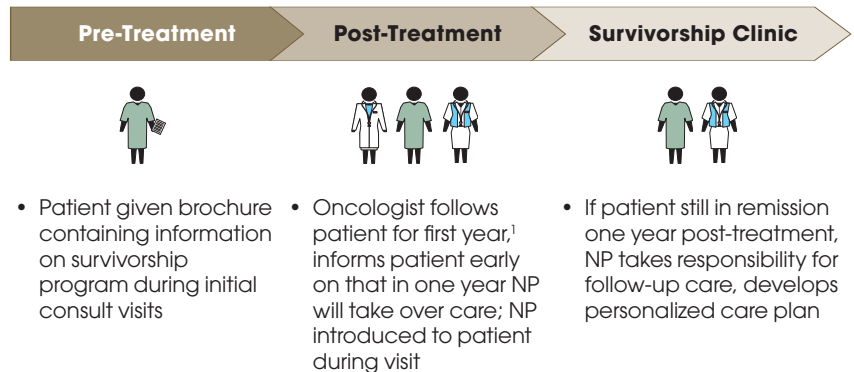 Pre-Treatment
Post-Treatment
Survivorship Clinic
• Patient given brochure
containing information
on survivorship
program during initial
consult visits
• Oncologist follows
patient for first year,¹
informs patient early
on that in one year NP
will take over care; NP
introduced to patient
during visit
• If patient still in remission
one year post-treatment,
NP takes responsibility for
follow-up care, develops
personalized care plan